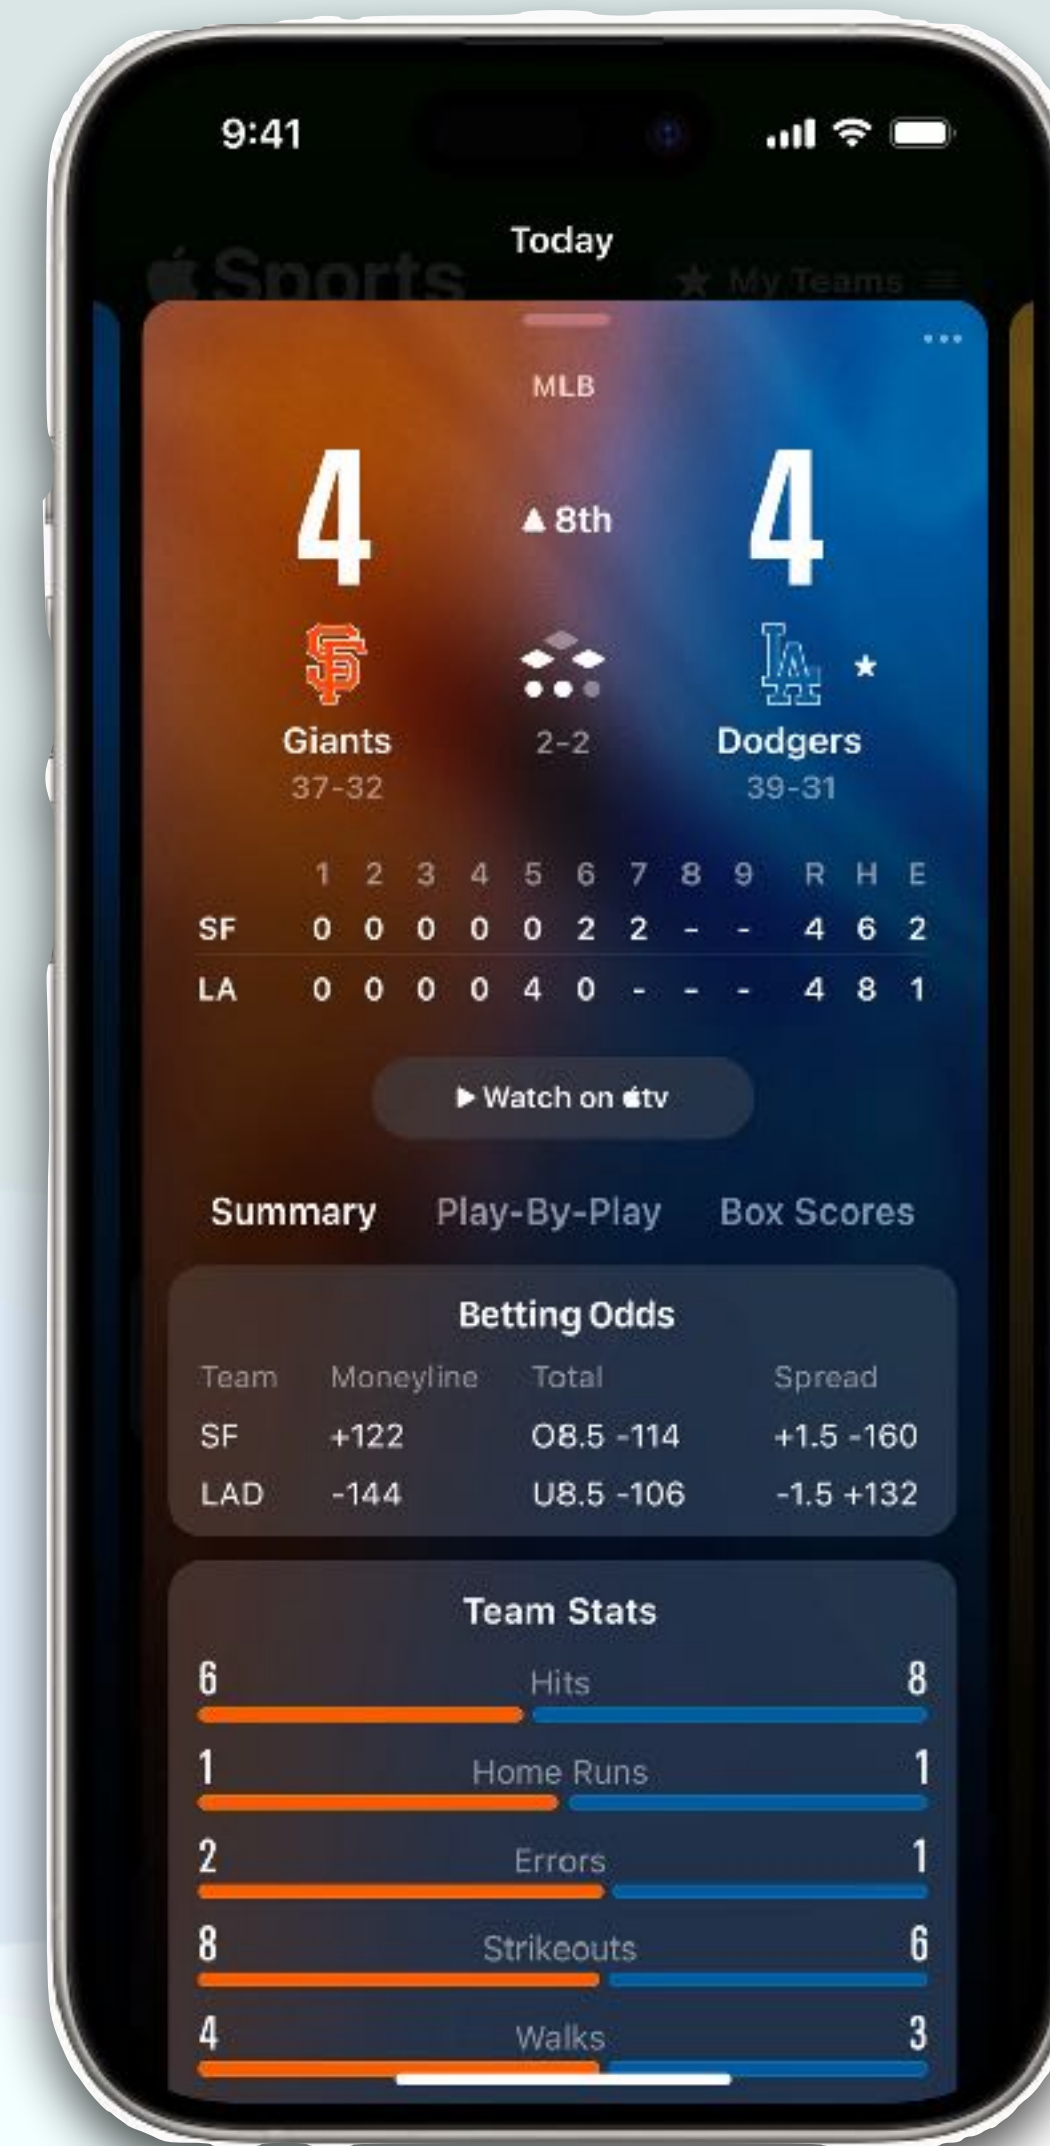 9:41
Today
Sports ★ My Teams
MLB
4 ▲ 8th 4
SF LA ★
Giants 2-2 Dodgers
37-32 39-31
1 2 3 4 5 6 7 8 9 R H E
SF 0 0 0 0 0 2 2 - - 4 6 2
LA 0 0 0 0 4 0 - - - 4 8 1
▶ Watch on tv
Summary Play-By-Play Box Scores
Betting Odds
Team Moneyline Total Spread
SF +122 O8.5 -114 +1.5 -160
LAD -144 U8.5 -106 -1.5 +132
Team Stats
6 Hits 8
1 Home Runs 1
2 Errors 1
8 Strikeouts 6
4 Walks 3